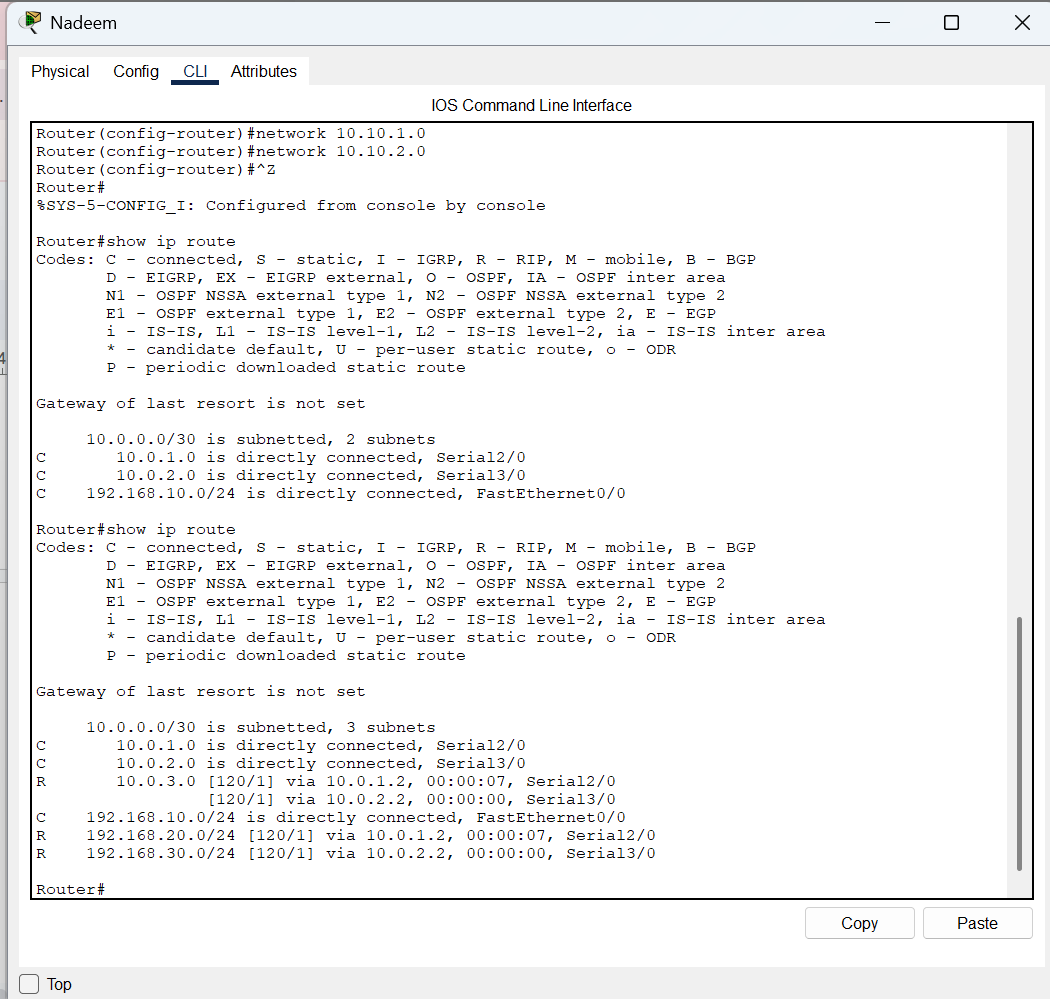 Nadeem
Physical Config CLI Attributes
IOS Command Line Interface
Router(config-router)#network 10.10.1.0
Router(config-router)#network 10.10.2.0
Router(config-router)#^Z
Router#
%SYS-5-CONFIG_I: Configured from console by console
Router#show ip route
Codes: C - connected, S - static, I - IGRP, R - RIP, M - mobile, B - BGP
D - EIGRP, EX - EIGRP external, O - OSPF, IA - OSPF inter area
N1 - OSPF NSSA external type 1, N2 - OSPF NSSA external type 2
E1 - OSPF external type 1, E2 - OSPF external type 2, E - EGP
i - IS-IS, L1 - IS-IS level-1, L2 - IS-IS level-2, ia - IS-IS inter area
* - candidate default, U - per-user static route, o - ODR
P - periodic downloaded static route
Gateway of last resort is not set
10.0.0.0/30 is subnetted, 2 subnets
C 10.0.1.0 is directly connected, Serial2/0
C 10.0.2.0 is directly connected, Serial3/0
C 192.168.10.0/24 is directly connected, FastEthernet0/0
Router#show ip route
Codes: C - connected, S - static, I - IGRP, R - RIP, M - mobile, B - BGP
D - EIGRP, EX - EIGRP external, O - OSPF, IA - OSPF inter area
N1 - OSPF NSSA external type 1, N2 - OSPF NSSA external type 2
E1 - OSPF external type 1, E2 - OSPF external type 2, E - EGP
i - IS-IS, L1 - IS-IS level-1, L2 - IS-IS level-2, ia - IS-IS inter area
* - candidate default, U - per-user static route, o - ODR
P - periodic downloaded static route
Gateway of last resort is not set
10.0.0.0/30 is subnetted, 3 subnets
C 10.0.1.0 is directly connected, Serial2/0
C 10.0.2.0 is directly connected, Serial3/0
R 10.0.3.0 [120/1] via 10.0.1.2, 00:00:07, Serial2/0
[120/1] via 10.0.2.2, 00:00:00, Serial3/0
C 192.168.10.0/24 is directly connected, FastEthernet0/0
R 192.168.20.0/24 [120/1] via 10.0.1.2, 00:00:07, Serial2/0
R 192.168.30.0/24 [120/1] via 10.0.2.2, 00:00:00, Serial3/0
Router#
Copy Paste
Top